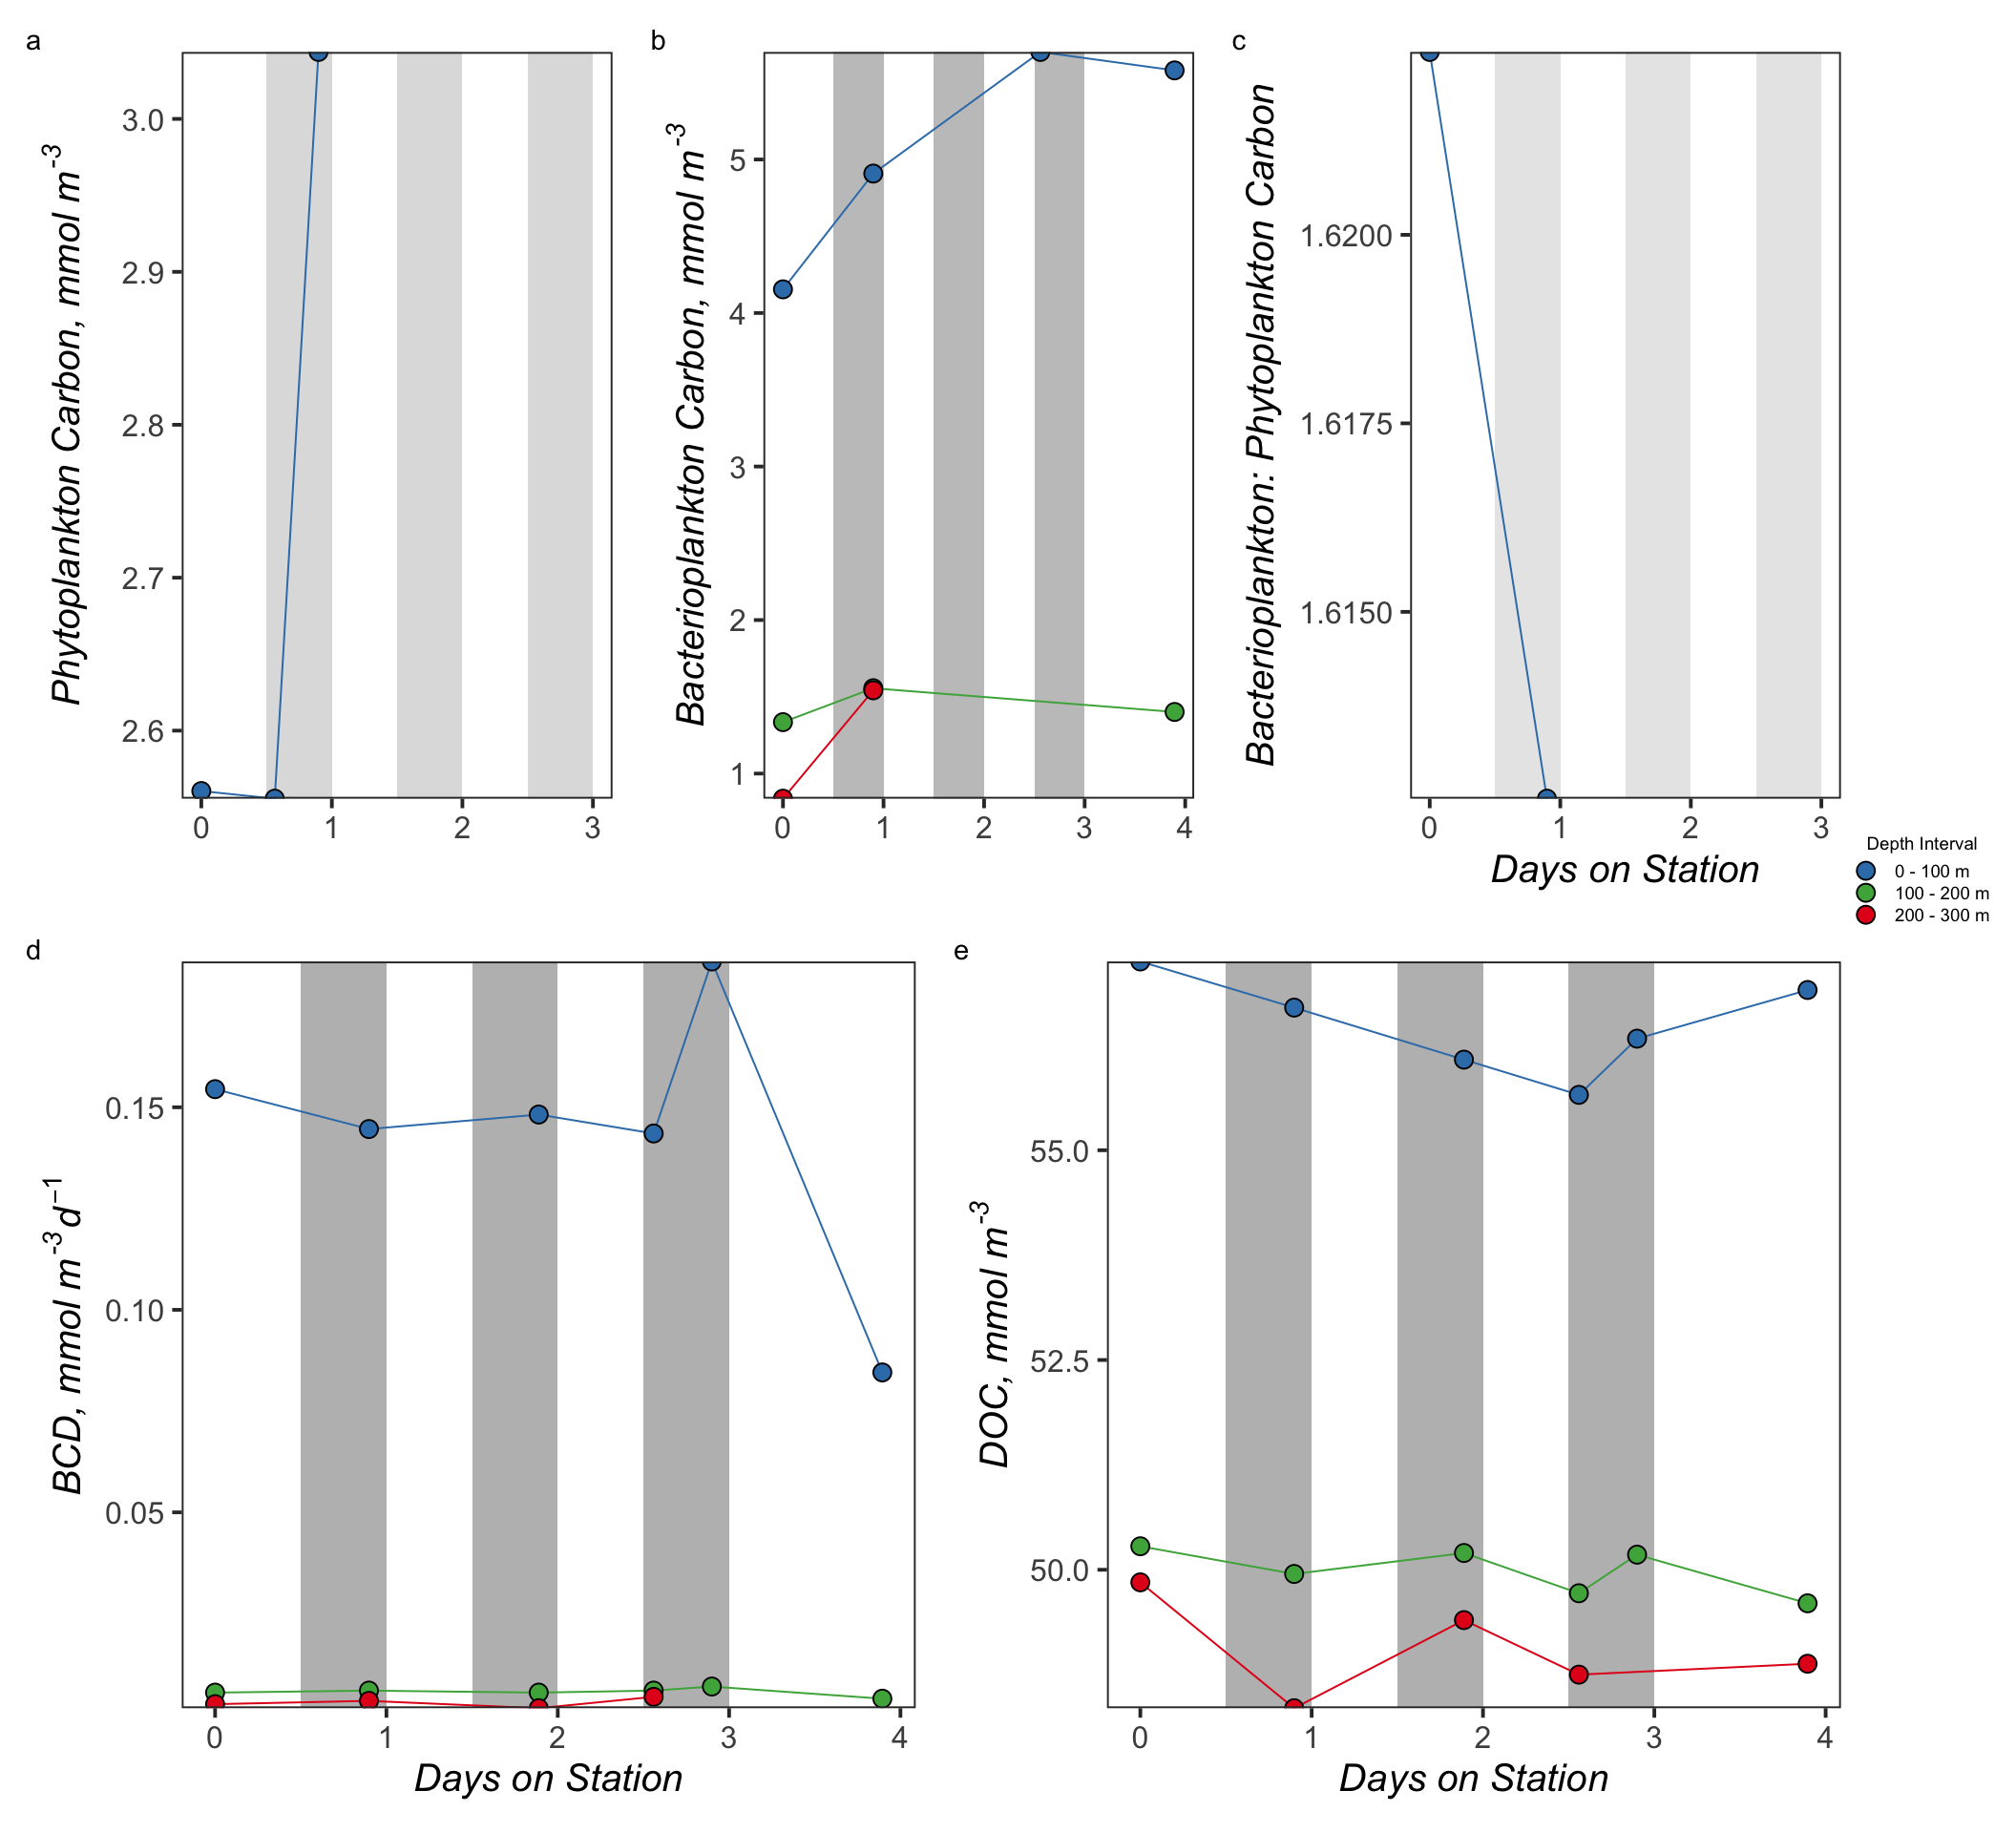 a
Phytoplankton Carbon, mmol m-3
3.0
2.9
2.8
2.7
2.6
0 1 2 3
b
Bacterioplankton Carbon, mmol m-3
5
4
3
2
1
0 1 2 3 4
c
Bacterioplankton: Phytoplankton Carbon
1.6200
1.6175
1.6150
0 1 2 3
Days on Station
Depth Interval
0 - 100 m
100 - 200 m
200 - 300 m
d
BCD, mmol m-3d−1
0.15
0.10
0.05
0 1 2 3 4
Days on Station
e
DOC, mmol m-3
55.0
52.5
50.0
0 1 2 3 4
Days on Station